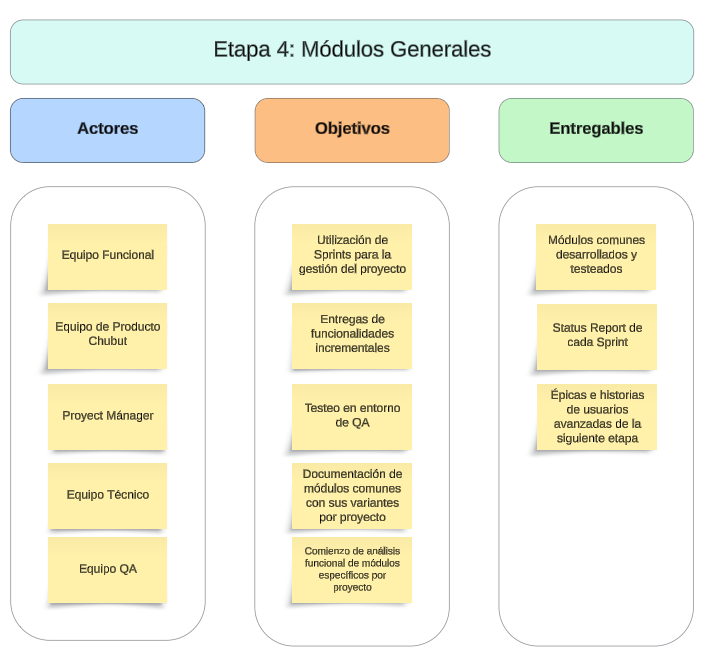 Etapa 4: Módulos Generales
Actores
Objetivos
Entregables
Equipo Funcional
Equipo de Producto
Chubut
Proyect Mánager
Equipo Técnico
Equipo QA
Utilización de
Sprints para la
gestión del proyecto
Entregas de
funcionalidades
incrementales
Testeo en entorno
de QA
Documentación de
módulos comunes
con sus variantes
por proyecto
Comienzo de análisis
funcional de módulos
específicos por
proyecto
Módulos comunes
desarrollados y
testeados
Status Report de
cada Sprint
Épicas e historias
de usuarios
avanzadas de la
siguiente etapa